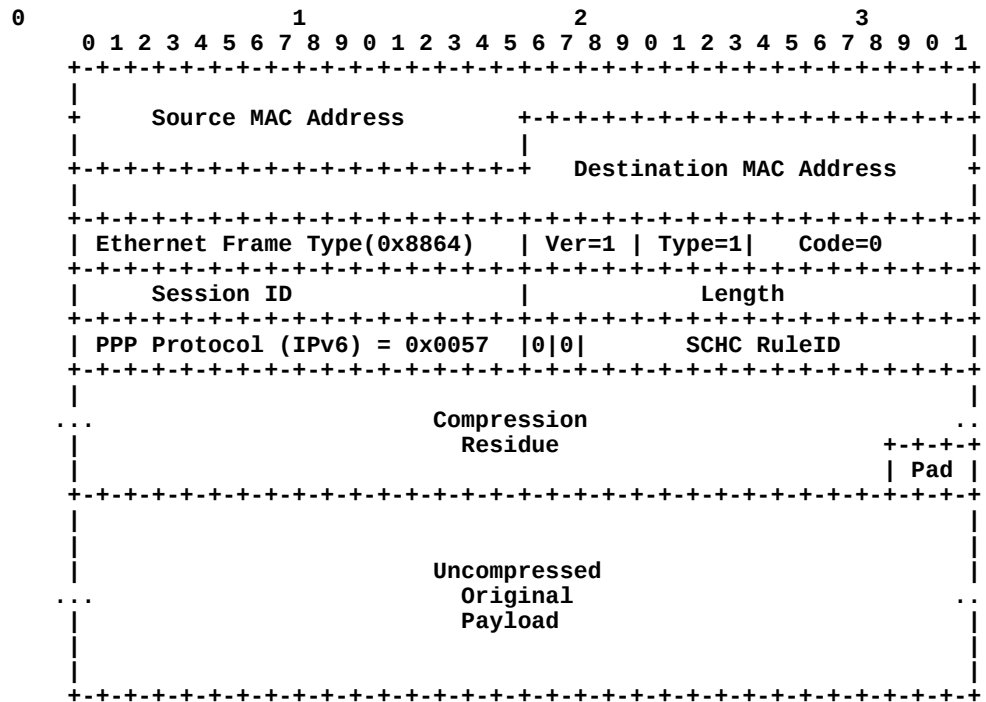 0                   1                   2                   3
     0 1 2 3 4 5 6 7 8 9 0 1 2 3 4 5 6 7 8 9 0 1 2 3 4 5 6 7 8 9 0 1
    +-+-+-+-+-+-+-+-+-+-+-+-+-+-+-+-+-+-+-+-+-+-+-+-+-+-+-+-+-+-+-+-+
    |                                                               |
    +     Source MAC Address        +-+-+-+-+-+-+-+-+-+-+-+-+-+-+-+-+
    |                               |                               |
    +-+-+-+-+-+-+-+-+-+-+-+-+-+-+-+-+   Destination MAC Address     +
    |                                                               |
    +-+-+-+-+-+-+-+-+-+-+-+-+-+-+-+-+-+-+-+-+-+-+-+-+-+-+-+-+-+-+-+-+
    | Ethernet Frame Type(0x8864)   | Ver=1 | Type=1|   Code=0      |
    +-+-+-+-+-+-+-+-+-+-+-+-+-+-+-+-+-+-+-+-+-+-+-+-+-+-+-+-+-+-+-+-+
    |     Session ID                |            Length             |
    +-+-+-+-+-+-+-+-+-+-+-+-+-+-+-+-+-+-+-+-+-+-+-+-+-+-+-+-+-+-+-+-+
    | PPP Protocol (IPv6) = 0x0057  |0|0|       SCHC RuleID         |
    +-+-+-+-+-+-+-+-+-+-+-+-+-+-+-+-+-+-+-+-+-+-+-+-+-+-+-+-+-+-+-+-+
    |                                                               |
   ...                        Compression                          ..
    |                           Residue                       +-+-+-+
    |                                                         | Pad |
    +-+-+-+-+-+-+-+-+-+-+-+-+-+-+-+-+-+-+-+-+-+-+-+-+-+-+-+-+-+-+-+-+
    |                                                               |
    |                                                               |
    |                         Uncompressed                          |
   ...                          Original                           ..
    |                           Payload                             |
    |                                                               |
    |                                                               |
    +-+-+-+-+-+-+-+-+-+-+-+-+-+-+-+-+-+-+-+-+-+-+-+-+-+-+-+-+-+-+-+-+